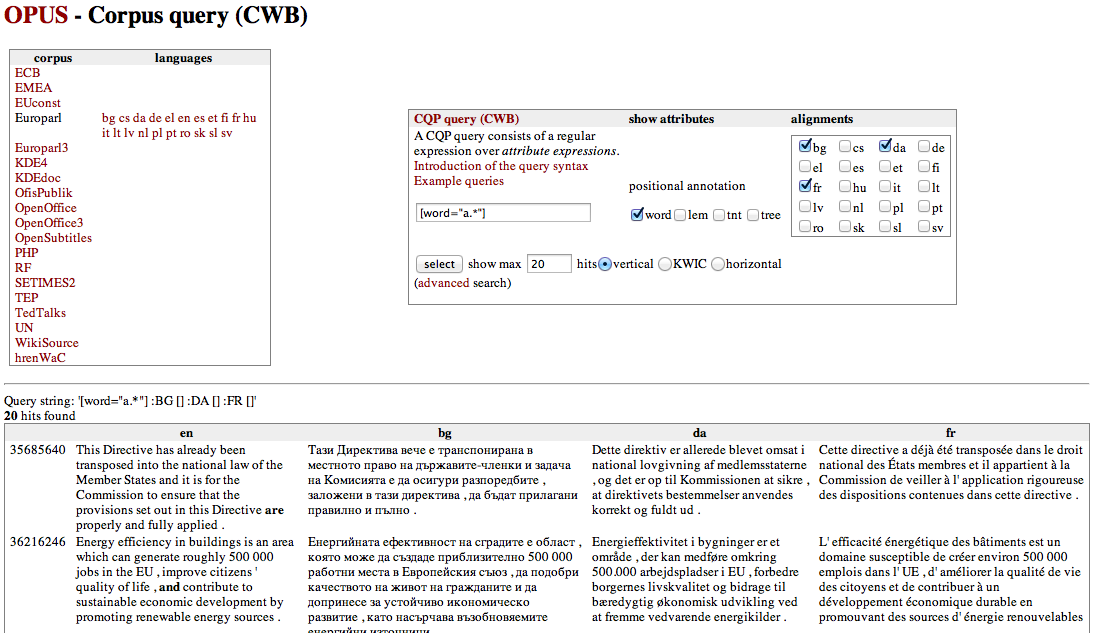 OPUS - Corpus query (CWB)
corpus languages
ECB
EMEA
EUconst
Europarl bg cs da de el en es et fi fr hu
it lt lv nl pl pt ro sk sl sv
Europarl3
KDE4
KDEdoc
OfisPublik
OpenOffice
OpenOffice3
OpenSubtitles
PHP
RF
SETIMES2
TEP
TedTalks
UN
WikiSource
hrenWaC
CQP query (CWB) show attributes alignments
A CQP query consists of a regular
expression over attribute expressions.
Introduction of the query syntax
Example queries
[word="a.*"]
positional annotation
word lem tnt tree
bg cs da de
el es et fi
fr hu it lt
lv nl pl pt
ro sk sl sv
select show max 20 hits vertical KWIC horizontal
(advanced search)
Query string: '[word="a.*"] :BG [] :DA [] :FR []'
20 hits found
en bg da fr
35685640
This Directive has already been
transposed into the national law of the
Member States and it is for the
Commission to ensure that the
provisions set out in this Directive are
properly and fully applied .
Тази Директива вече е транспонирана в
местното право на държавите-членки и задача
на Комисията е да осигури разпоредбите ,
заложени в тази директива , да бъдат прилагани
правилно и пълно .
Dette direktiv er allerede blevet omsat i
national lovgivning af medlemsstaterne
, og det er op til Kommissionen at sikre ,
at direktivets bestemmelser anvendes
korrekt og fuldt ud .
Cette directive a déjà été transposée dans le droit
national des États membres et il appartient à la
Commission de veiller à l' application rigoureuse
des dispositions contenues dans cette directive .
36216246
Energy efficiency in buildings is an area
which can generate roughly 500 000
jobs in the EU , improve citizens '
quality of life , and contribute to
sustainable economic development by
promoting renewable energy sources .
Енергийната ефективност на сградите е област ,
която може да създаде приблизително 500 000
работни места в Европейския съюз , да подобри
качеството на живот на гражданите и да
допринесе за устойчиво икономическо
развитие , като насърчава възобновяемите
енергийни източници
Energieffektivitet i bygninger er et
område , der kan medføre omkring
500.000 arbejdspladser i EU , forbedre
borgernes livskvalitet og bidrage til
bæredygtig økonomisk udvikling ved
at fremme vedvarende energikilder .
L' efficacité énergétique des bâtiments est un
domaine susceptible de créer environ 500 000
emplois dans l' UE , d' améliorer la qualité de vie
des citoyens et de contribuer à un
développement économique durable en
promouvant des sources d' énergie renouvelables